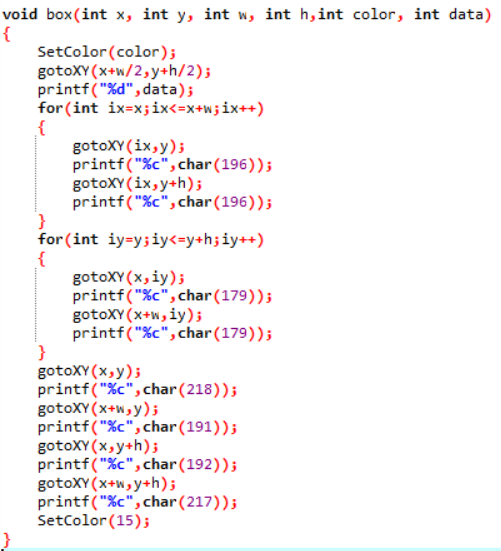 void box(int x, int y, int w, int h,int color, int data)
{
    SetColor(color);
    gotoXY(x+w/2,y+h/2);
    printf("%d",data);
    for(int ix=x;ix<=x+w;ix++)
    {
        gotoXY(ix,y);
        printf("%c",char(196));
        gotoXY(ix,y+h);
        printf("%c",char(196));
    }
    for(int iy=y;iy<=y+h;iy++)
    {
        gotoXY(x,iy);
        printf("%c",char(179));
        gotoXY(x+w,iy);
        printf("%c",char(179));
    }
    gotoXY(x,y);
    printf("%c",char(218));
    gotoXY(x+w,y);
    printf("%c",char(191));
    gotoXY(x,y+h);
    printf("%c",char(192));
    gotoXY(x+w,y+h);
    printf("%c",char(217));
    SetColor(15);
}